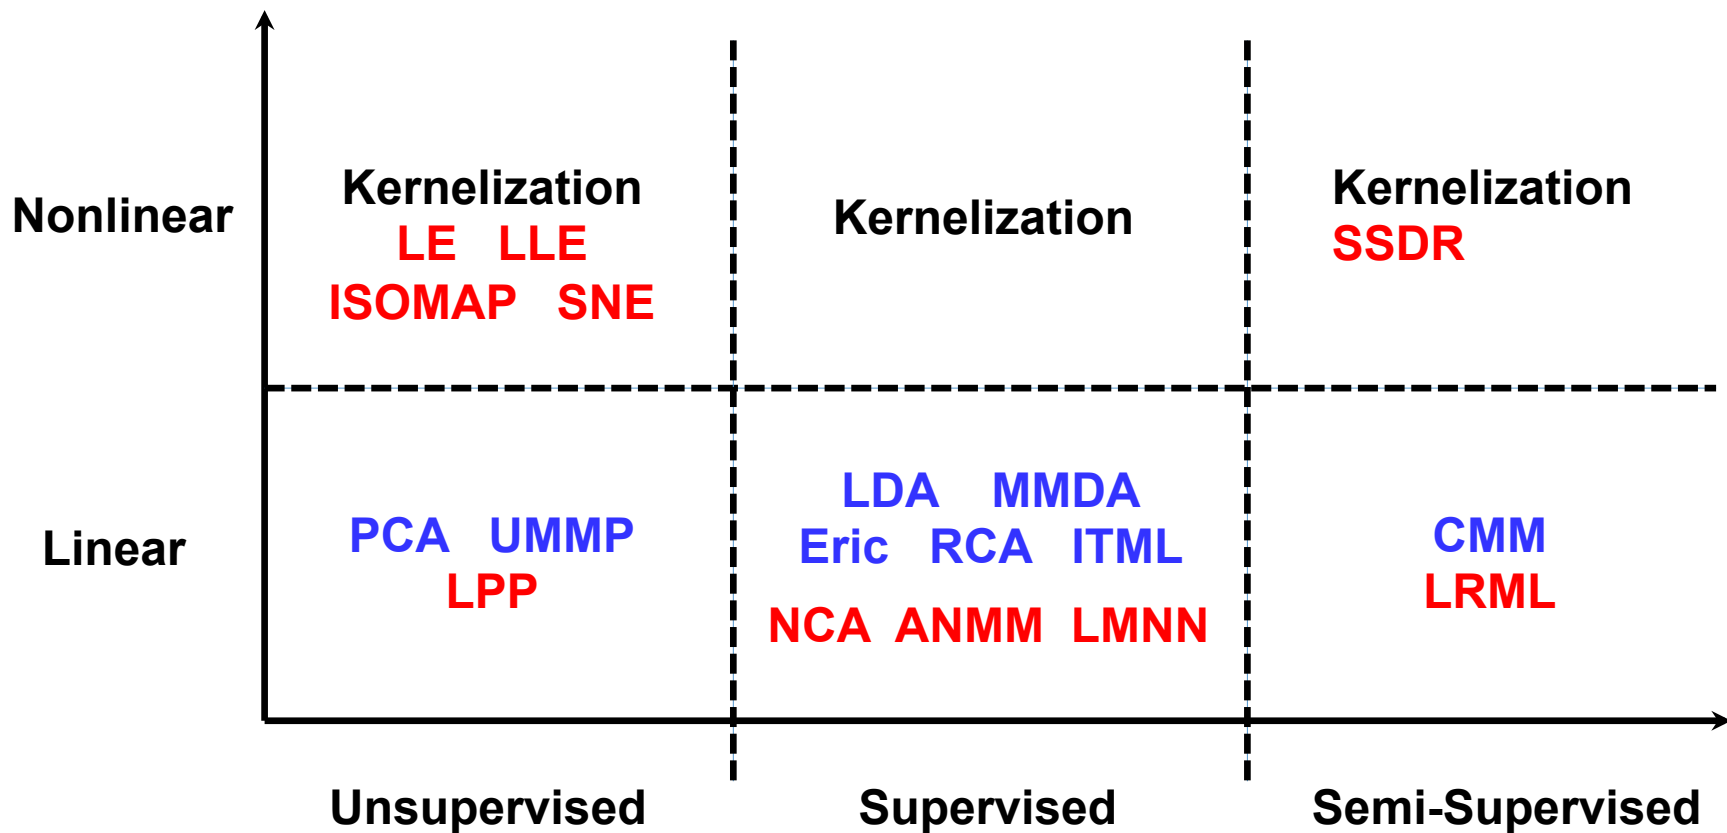 Nonlinear
Kernelization
LE LLE
ISOMAP SNE
Kernelization
Kernelization
SSDR
Linear
PCA UMMP
LPP
LDA MMDA
Eric RCA ITML
NCA ANMM LMNN
CMM
LRML
Unsupervised
Supervised
Semi-Supervised